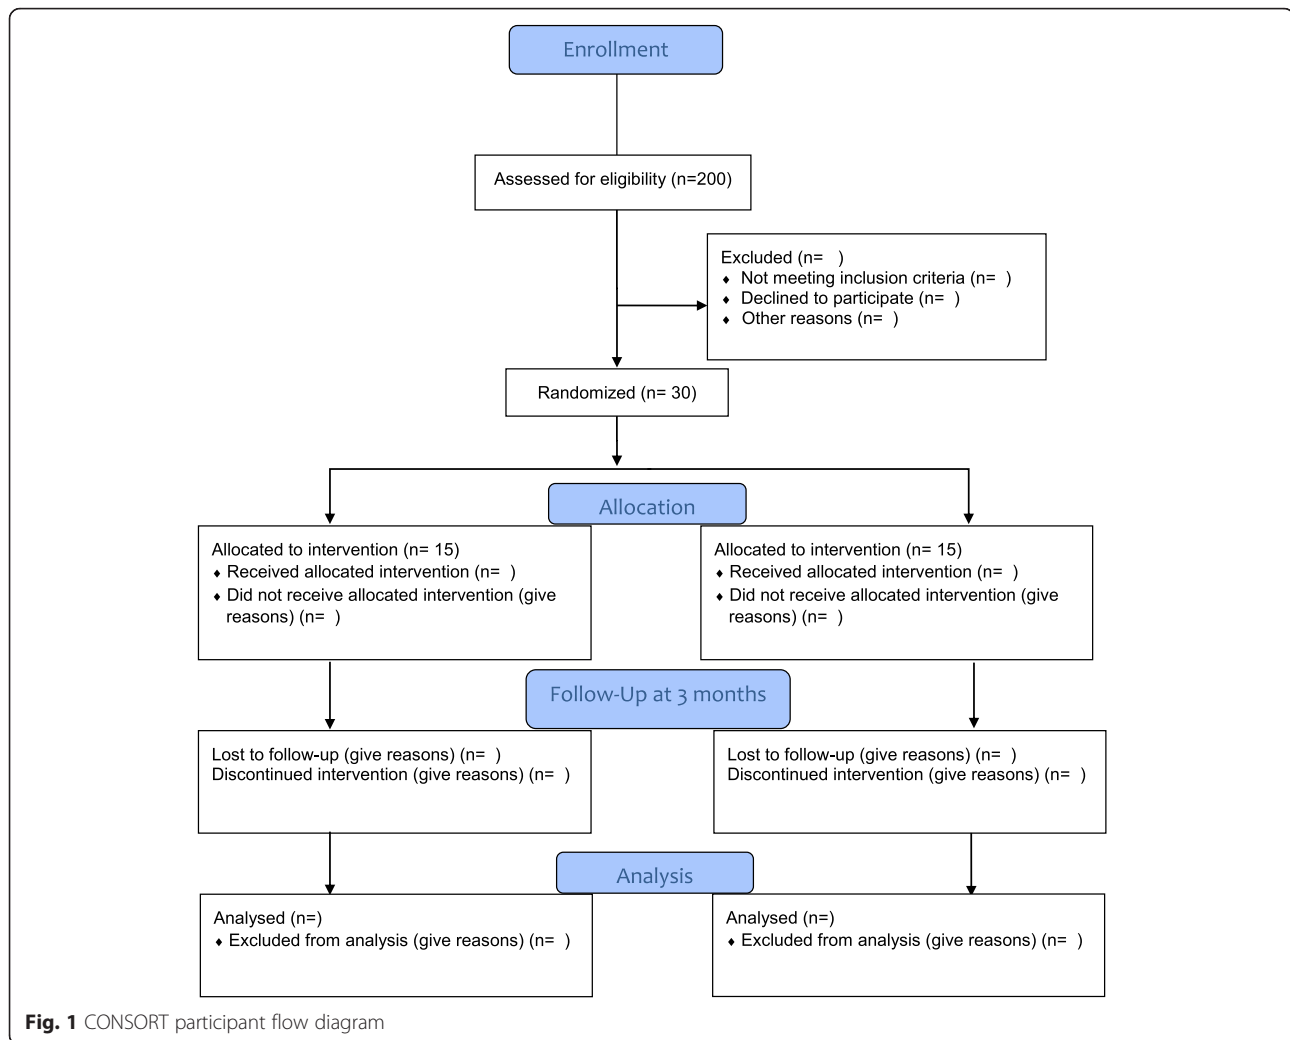 Enrollment
Assessed for eligibility (n=200)
Excluded (n=   )
♦ Not meeting inclusion criteria (n=  )
♦ Declined to participate (n=  )
♦ Other reasons (n=  )
Randomized (n= 30)
Allocation
Allocated to intervention (n= 15)
♦ Received allocated intervention (n=  )
♦ Did not receive allocated intervention (give
reasons) (n=  )
Allocated to intervention (n= 15)
♦ Received allocated intervention (n=  )
♦ Did not receive allocated intervention (give
reasons) (n=  )
Follow-Up at 3 months
Lost to follow-up (give reasons) (n=  )
Discontinued intervention (give reasons) (n=  )
Lost to follow-up (give reasons) (n=  )
Discontinued intervention (give reasons) (n=  )
Analysis
Analysed (n=)
♦ Excluded from analysis (give reasons) (n=  )
Analysed (n=)
♦ Excluded from analysis (give reasons) (n=  )
Fig. 1 CONSORT participant flow diagram